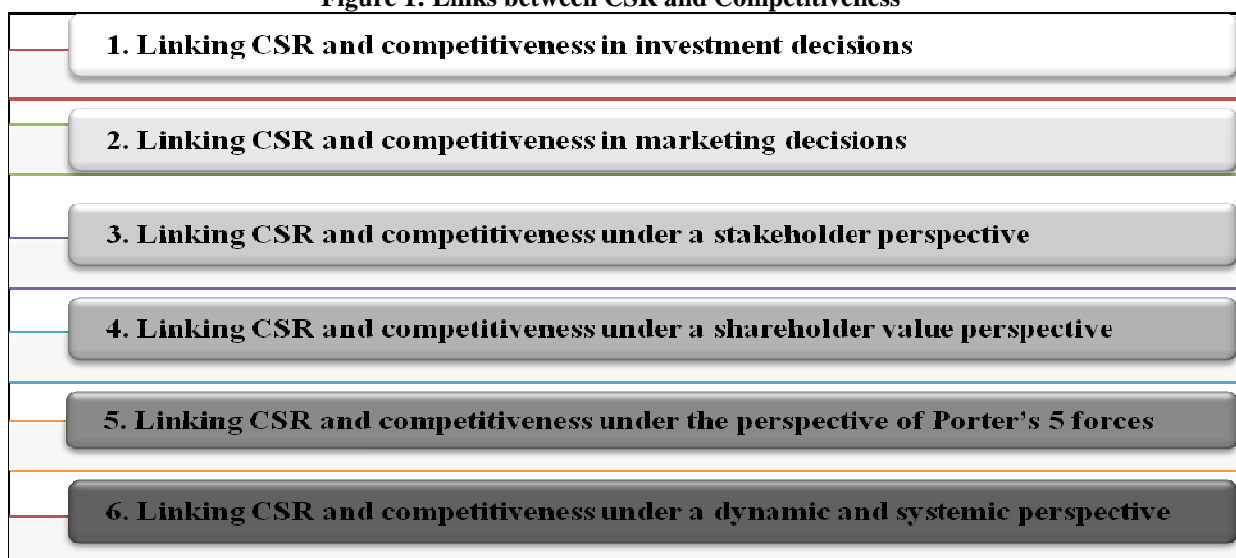 Figure 1: Links between CSR and Competitiveness
1. Linking CSR and competitiveness in investment decisions
2. Linking CSR and competitiveness in marketing decisions
3. Linking CSR and competitiveness under a stakeholder perspective
4. Linking CSR and competitiveness under a shareholder value perspective
5. Linking CSR and competitiveness under the perspective of Porter’s 5 forces
6. Linking CSR and competitiveness under a dynamic and systemic perspective